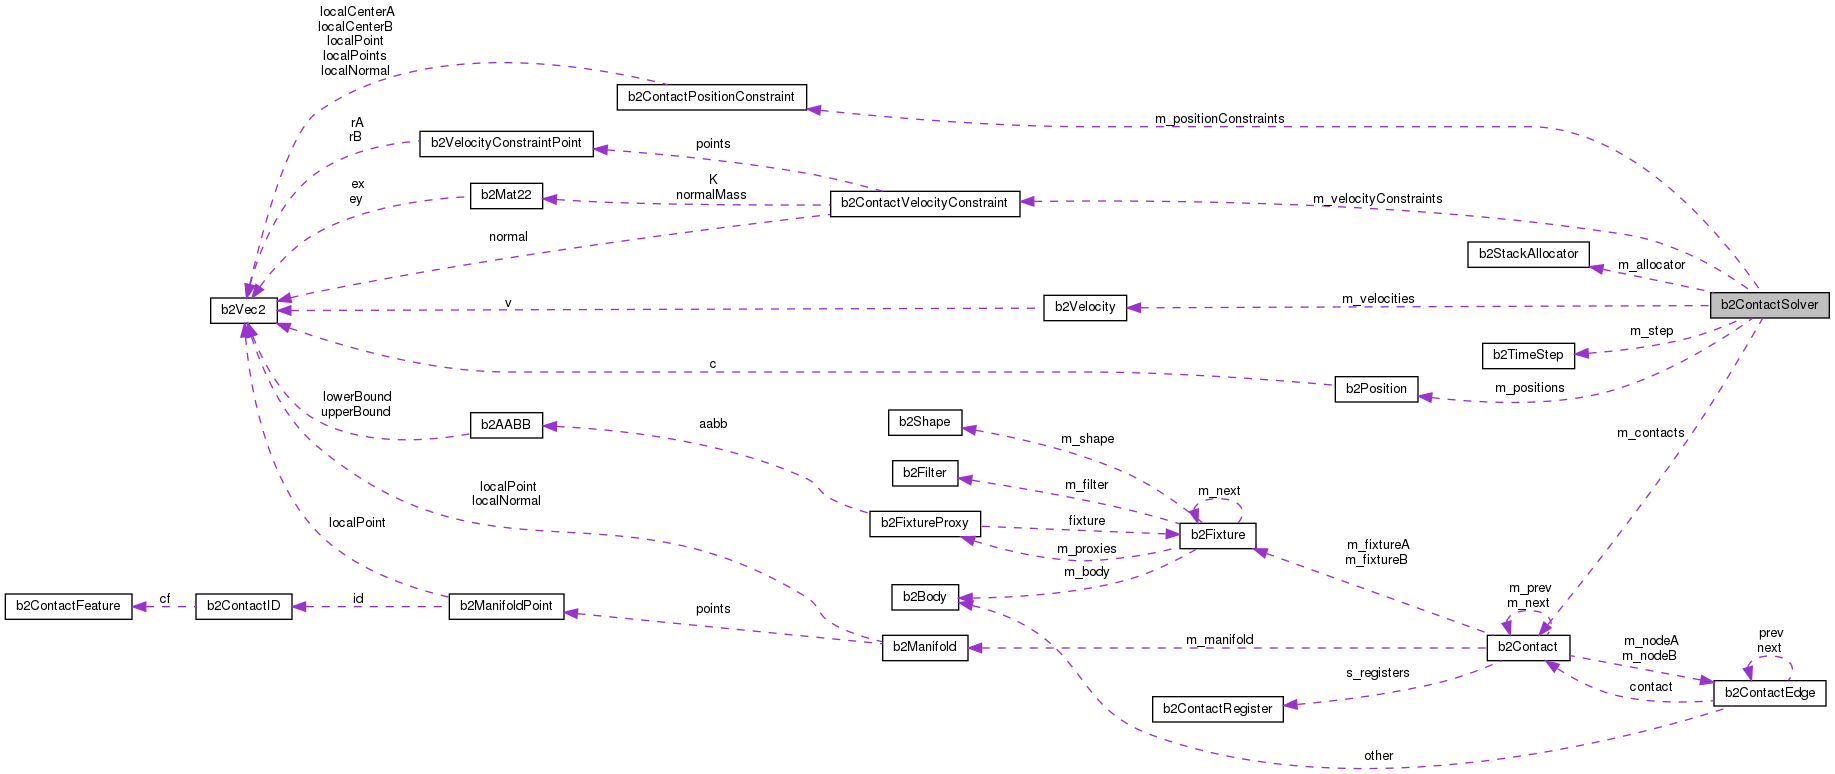 localCenterA
localCenterB
localPoint
localPoints
localNormal
b2ContactPositionConstraint
m_positionConstraints
rA
rB
b2VelocityConstraintPoint
points
ex
ey
b2Mat22
K
normalMass
b2ContactVelocityConstraint
m_velocityConstraints
normal
b2StackAllocator
m_allocator
b2Vec2
v
b2Velocity
m_velocities
b2ContactSolver
m_step
b2TimeStep
c
b2Position
m_positions
lowerBound
upperBound
b2AABB
aabb
b2Shape
m_shape
m_contacts
b2Filter
m_filter
m_next
localPoint
localNormal
localPoint
b2FixtureProxy
fixture
b2Fixture
m_proxies
m_fixtureA
m_fixtureB
m_body
b2Body
b2ContactFeature
cf
b2ContactID
id
b2ManifoldPoint
points
m_prev
m_next
b2Manifold
m_manifold
b2Contact
m_nodeA
m_nodeB
prev
next
s_registers
contact
b2ContactEdge
b2ContactRegister
other